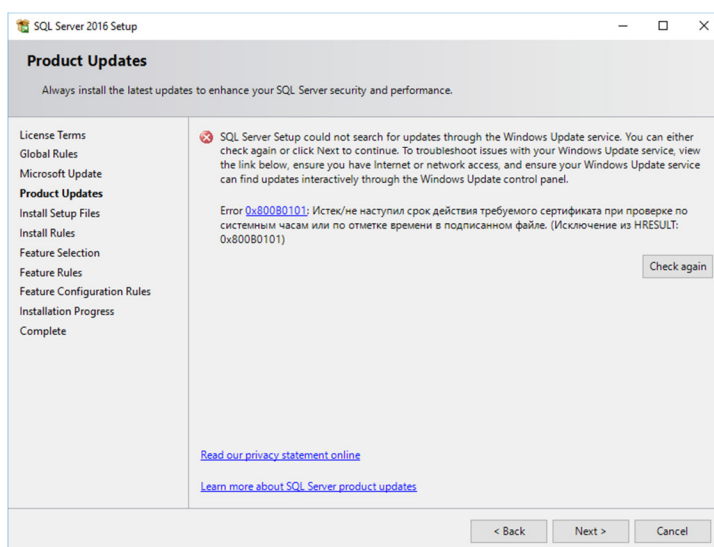 SQL Server 2016 Setup
Product Updates
Always install the latest updates to enhance your SQL Server security and performance.
License Terms
Global Rules
Microsoft Update
Product Updates
Install Setup Files
Install Rules
Feature Selection
Feature Rules
Feature Configuration Rules
Installation Progress
Complete
SQL Server Setup could not search for updates through the Windows Update service. You can either
check again or click Next to continue. To troubleshoot issues with your Windows Update service, view
the link below, ensure you have Internet or network access, and ensure your Windows Update service
can find updates interactively through the Windows Update control panel.
Error 0x800B0101: Истек/не наступил срок действия требуемого сертификата при проверке по
системным часам или по отметке времени в подписанном файле. (Исключение из HRESULT:
0x800B0101)
Check again
Read our privacy statement online
Learn more about SQL Server product updates
< Back
Next >
Cancel